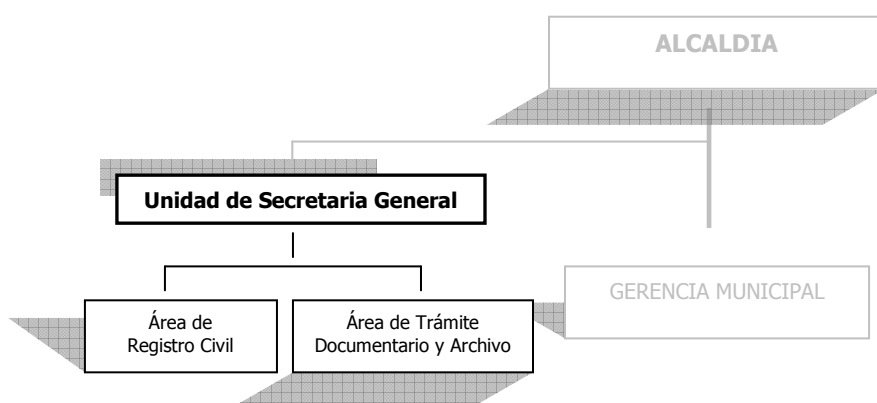 ALCALDIA
Unidad de Secretaria General
GERENCIA MUNICIPAL
Área de
Registro Civil
Área de Trámite
Documentario y Archivo